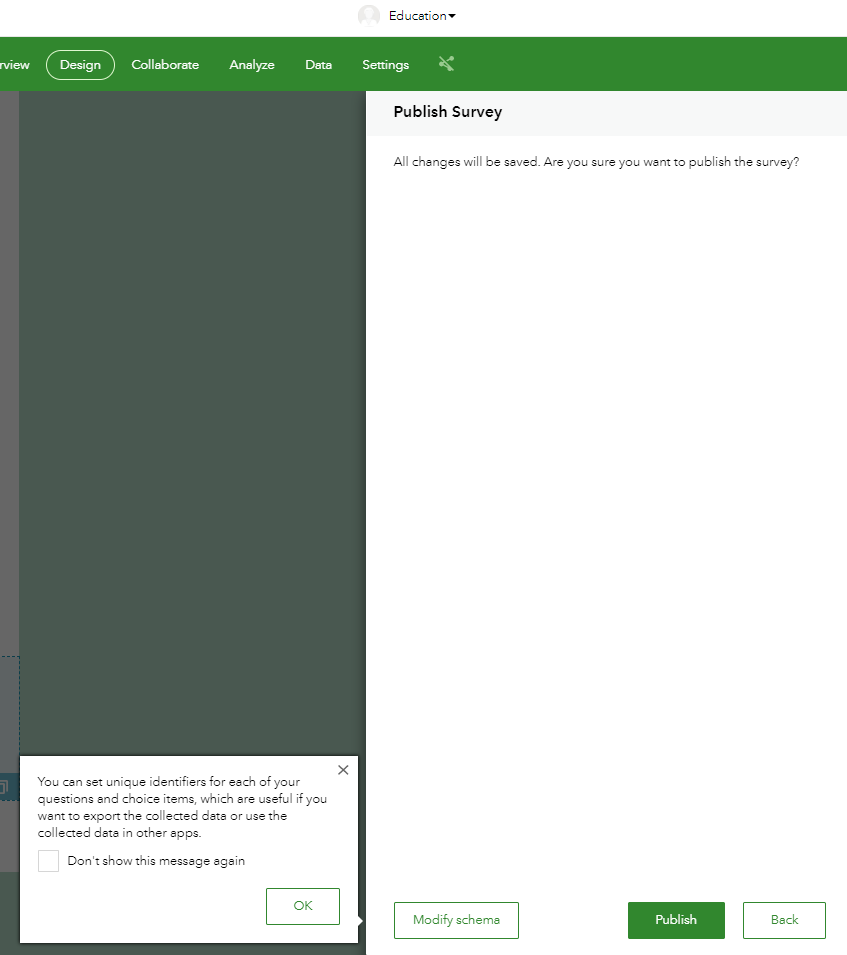 Education
rview Design Collaborate Analyze Data Settings
Publish Survey
All changes will be saved. Are you sure you want to publish the survey?
You can set unique identifiers for each of your
questions and choice items, which are useful if you
want to export the collected data or use the
collected data in other apps.
Don't show this message again
OK
Modify schema Publish Back